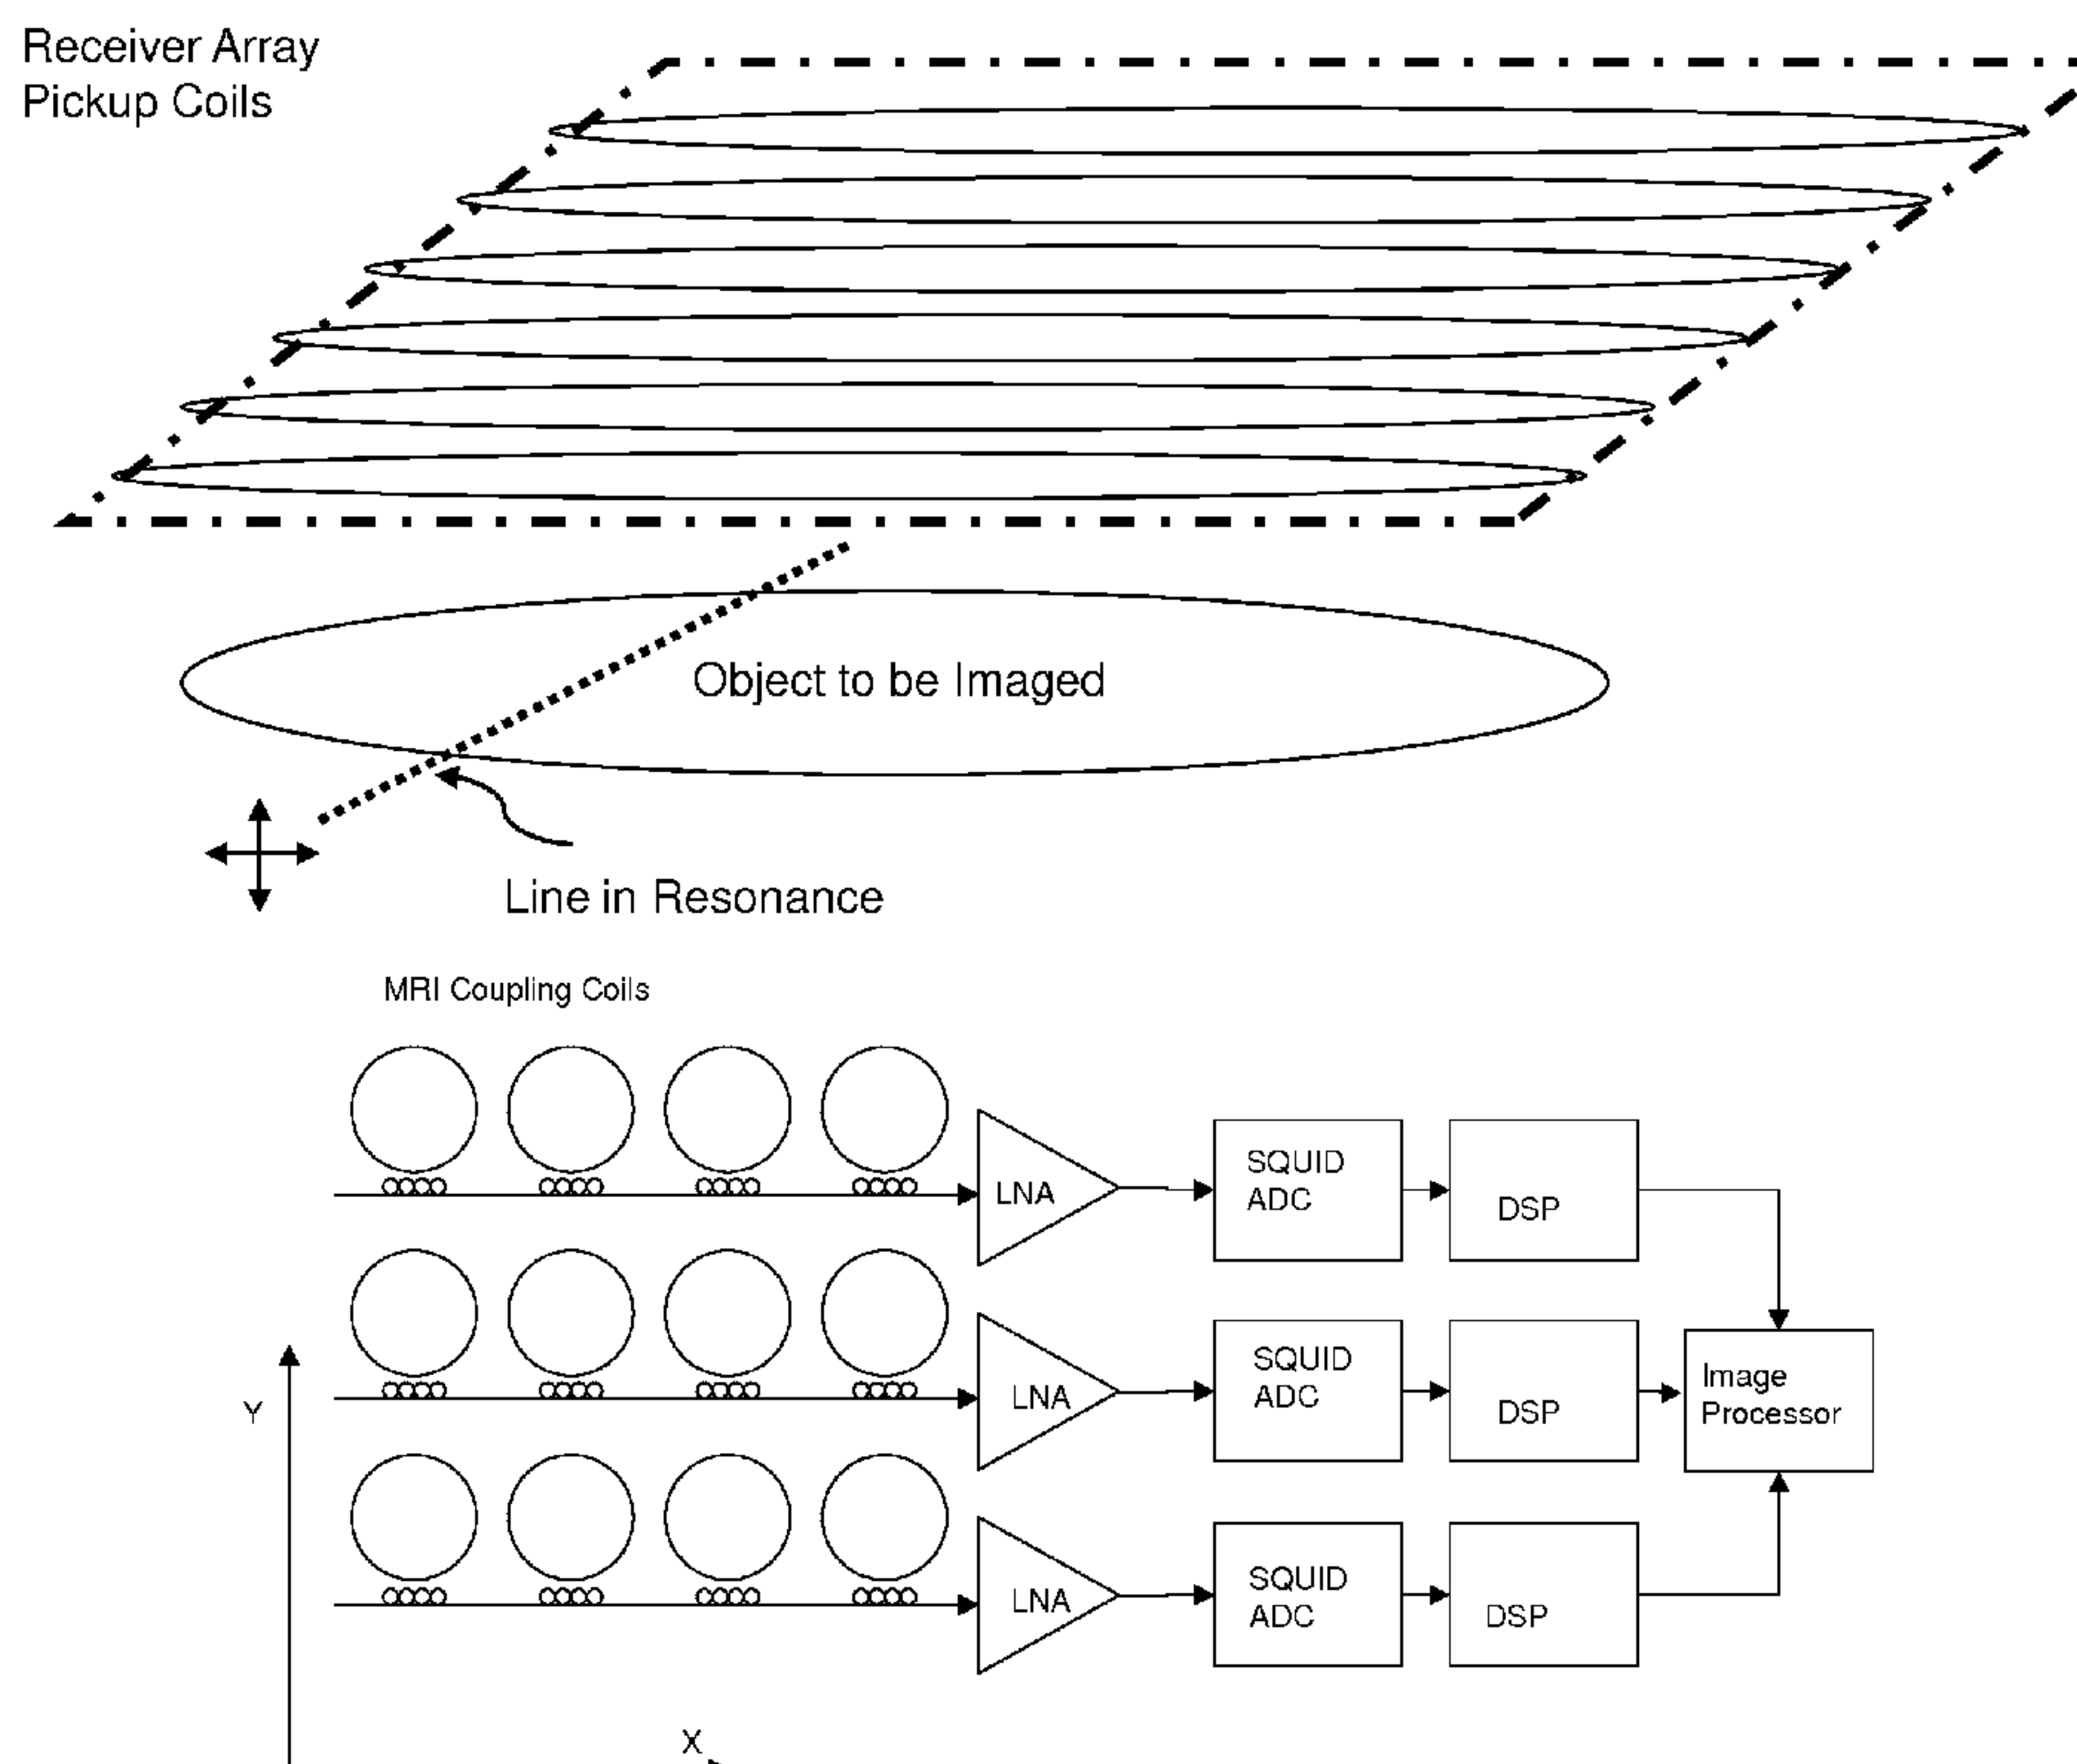 Receiver Array
Pickup Coils
Object to be Imaged
Line in Resonance
MRI Coupling Coils
LNA
SQUID
ADC
DSP
LNA
SQUID
ADC
DSP
Image
Processor
Y
LNA
SQUID
ADC
DSP
X